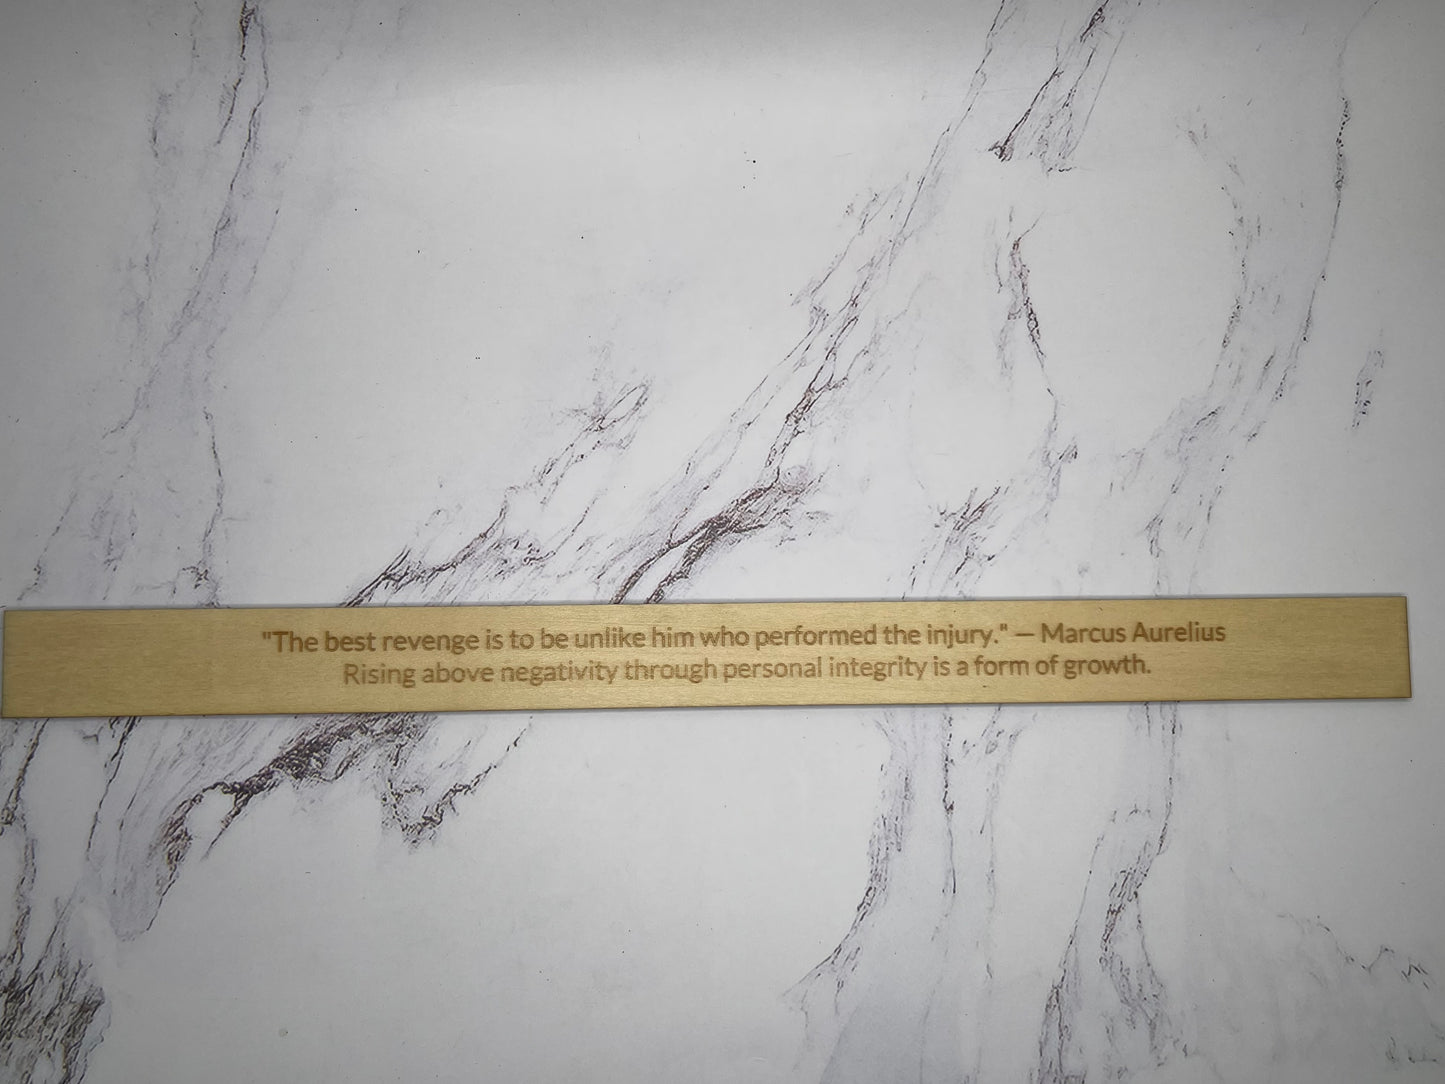 "The best revenge is to be unlike him who performed the injury." — Marcus Aurelius
Rising above negativity through personal integrity is a form of growth.